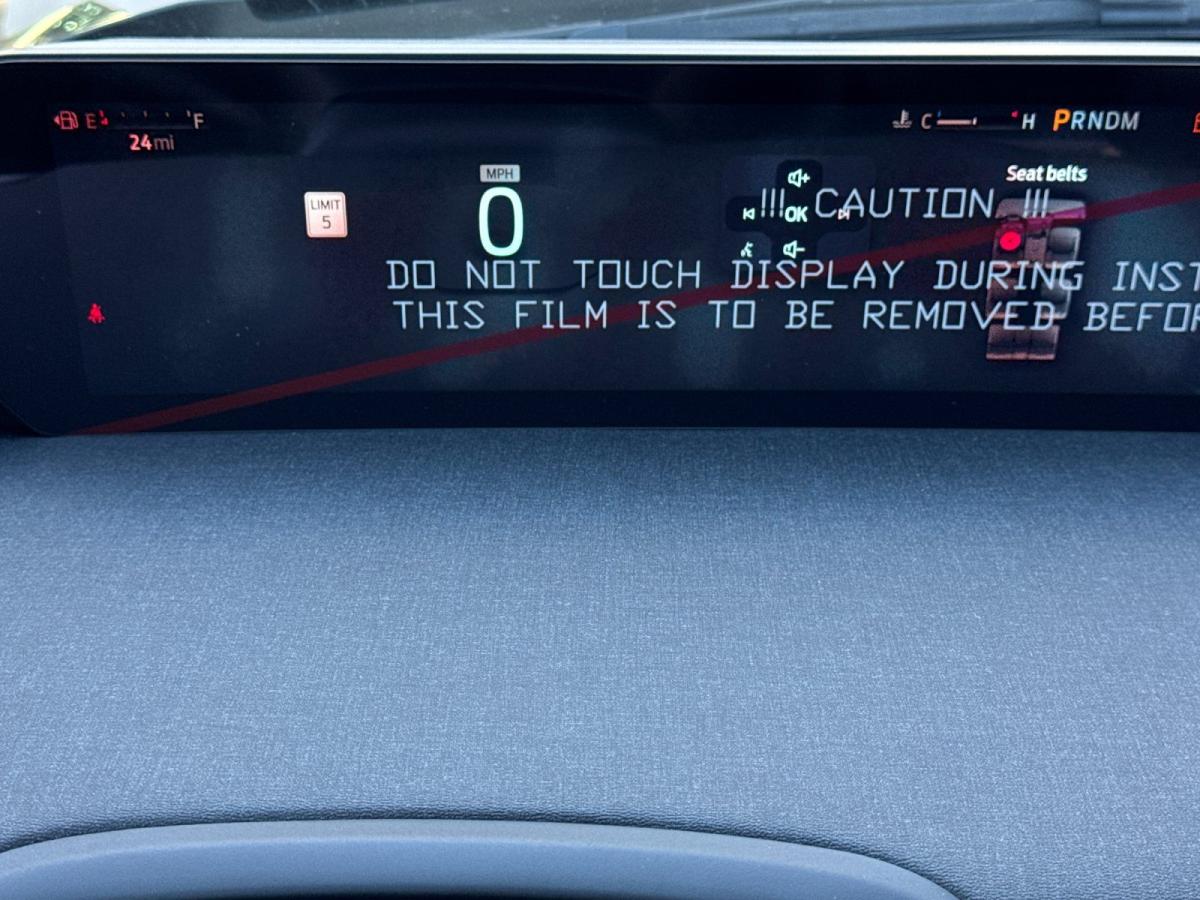 E F
24mi
C H PRNDM
MPH
LIMIT
5
0
OK
Seat belts
!!! CAUTION !!!
DO NOT TOUCH DISPLAY DURING INST
THIS FILM IS TO BE REMOVED BEFOR